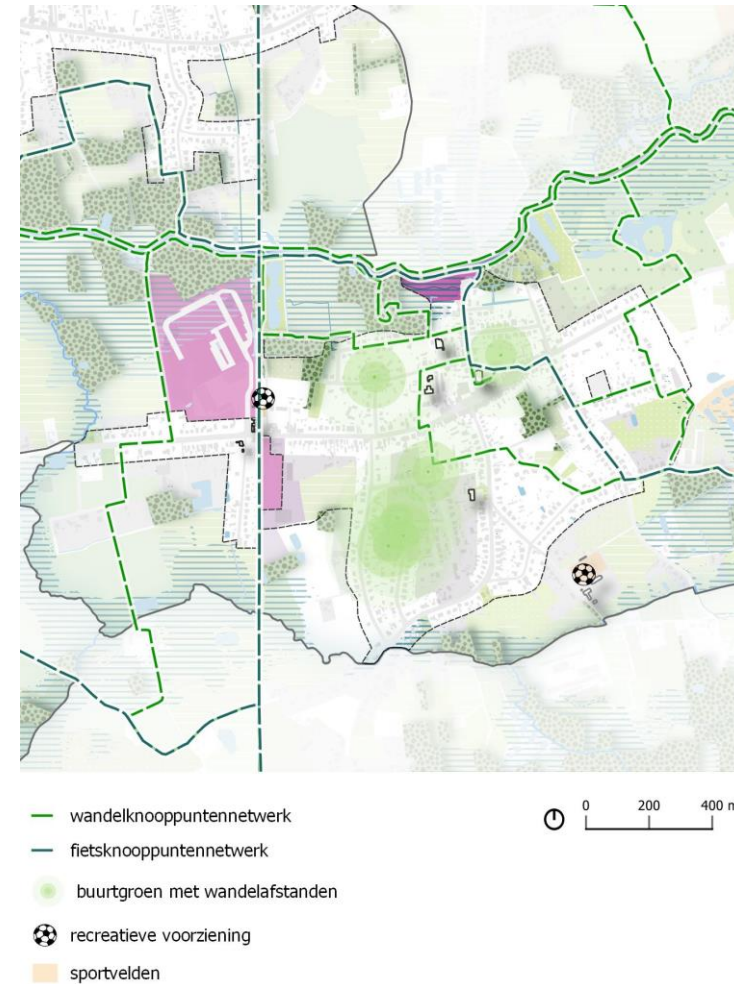 wandelknooppuntennetwerk
fietsknooppuntennetwerk
buurtgroen met wandelafstanden
recreatieve voorziening
sportvelden
0 200 400 m